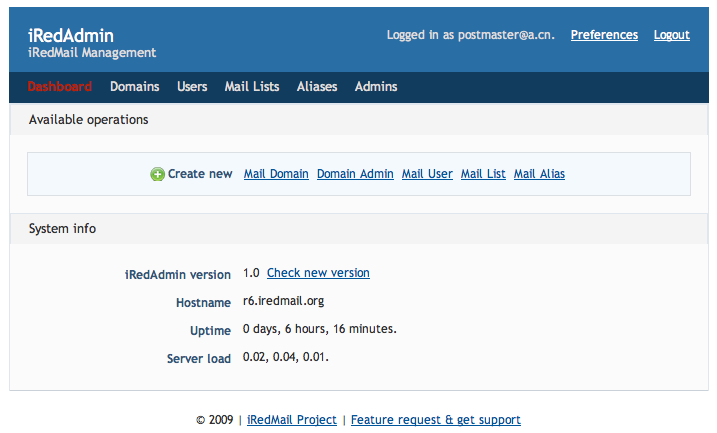 iRedAdmin
iRedMail Management
Logged in as postmaster@a.cn. Preferences Logout
Dashboard Domains Users Mail Lists Aliases Admins
Available operations
Create new Mail Domain Domain Admin Mail User Mail List Mail Alias
System info
iRedAdmin version 1.0 Check new version
Hostname r6.iredmail.org
Uptime 0 days, 6 hours, 16 minutes.
Server load 0.02, 0.04, 0.01.
© 2009 | iRedMail Project | Feature request & get support